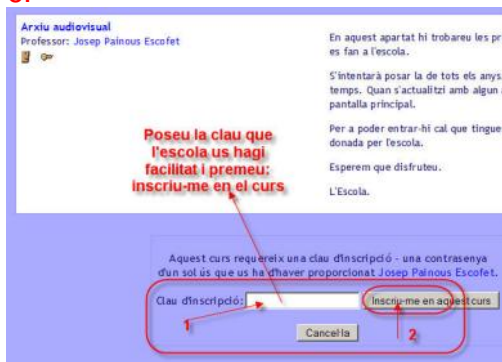 Arxiu audiovisual
Professor: Josep Painous Escofet
En aquest apartat hi trobareu les pr
es fan a l'escola.
S'intentarà posar la de tots els anys
temps. Quan s'actualitzi amb algun
pantalla principal.
Per a poder entrar-hi cal que tingue
donada per l'escola.
Esperem que disfruteu.
L'Escola.
Poseu la clau que
l'escola us hagi
facilitat i premeu:
inscriu-me en el curs
Aquest curs requereix una clau d'inscripció - una contrasenya
d'un sol ús que us ha d'haver proporcionat Josep Painous Escofet.
Clau d'inscripció: Inscriu-me en aquest curs
1 2
Cancel·la